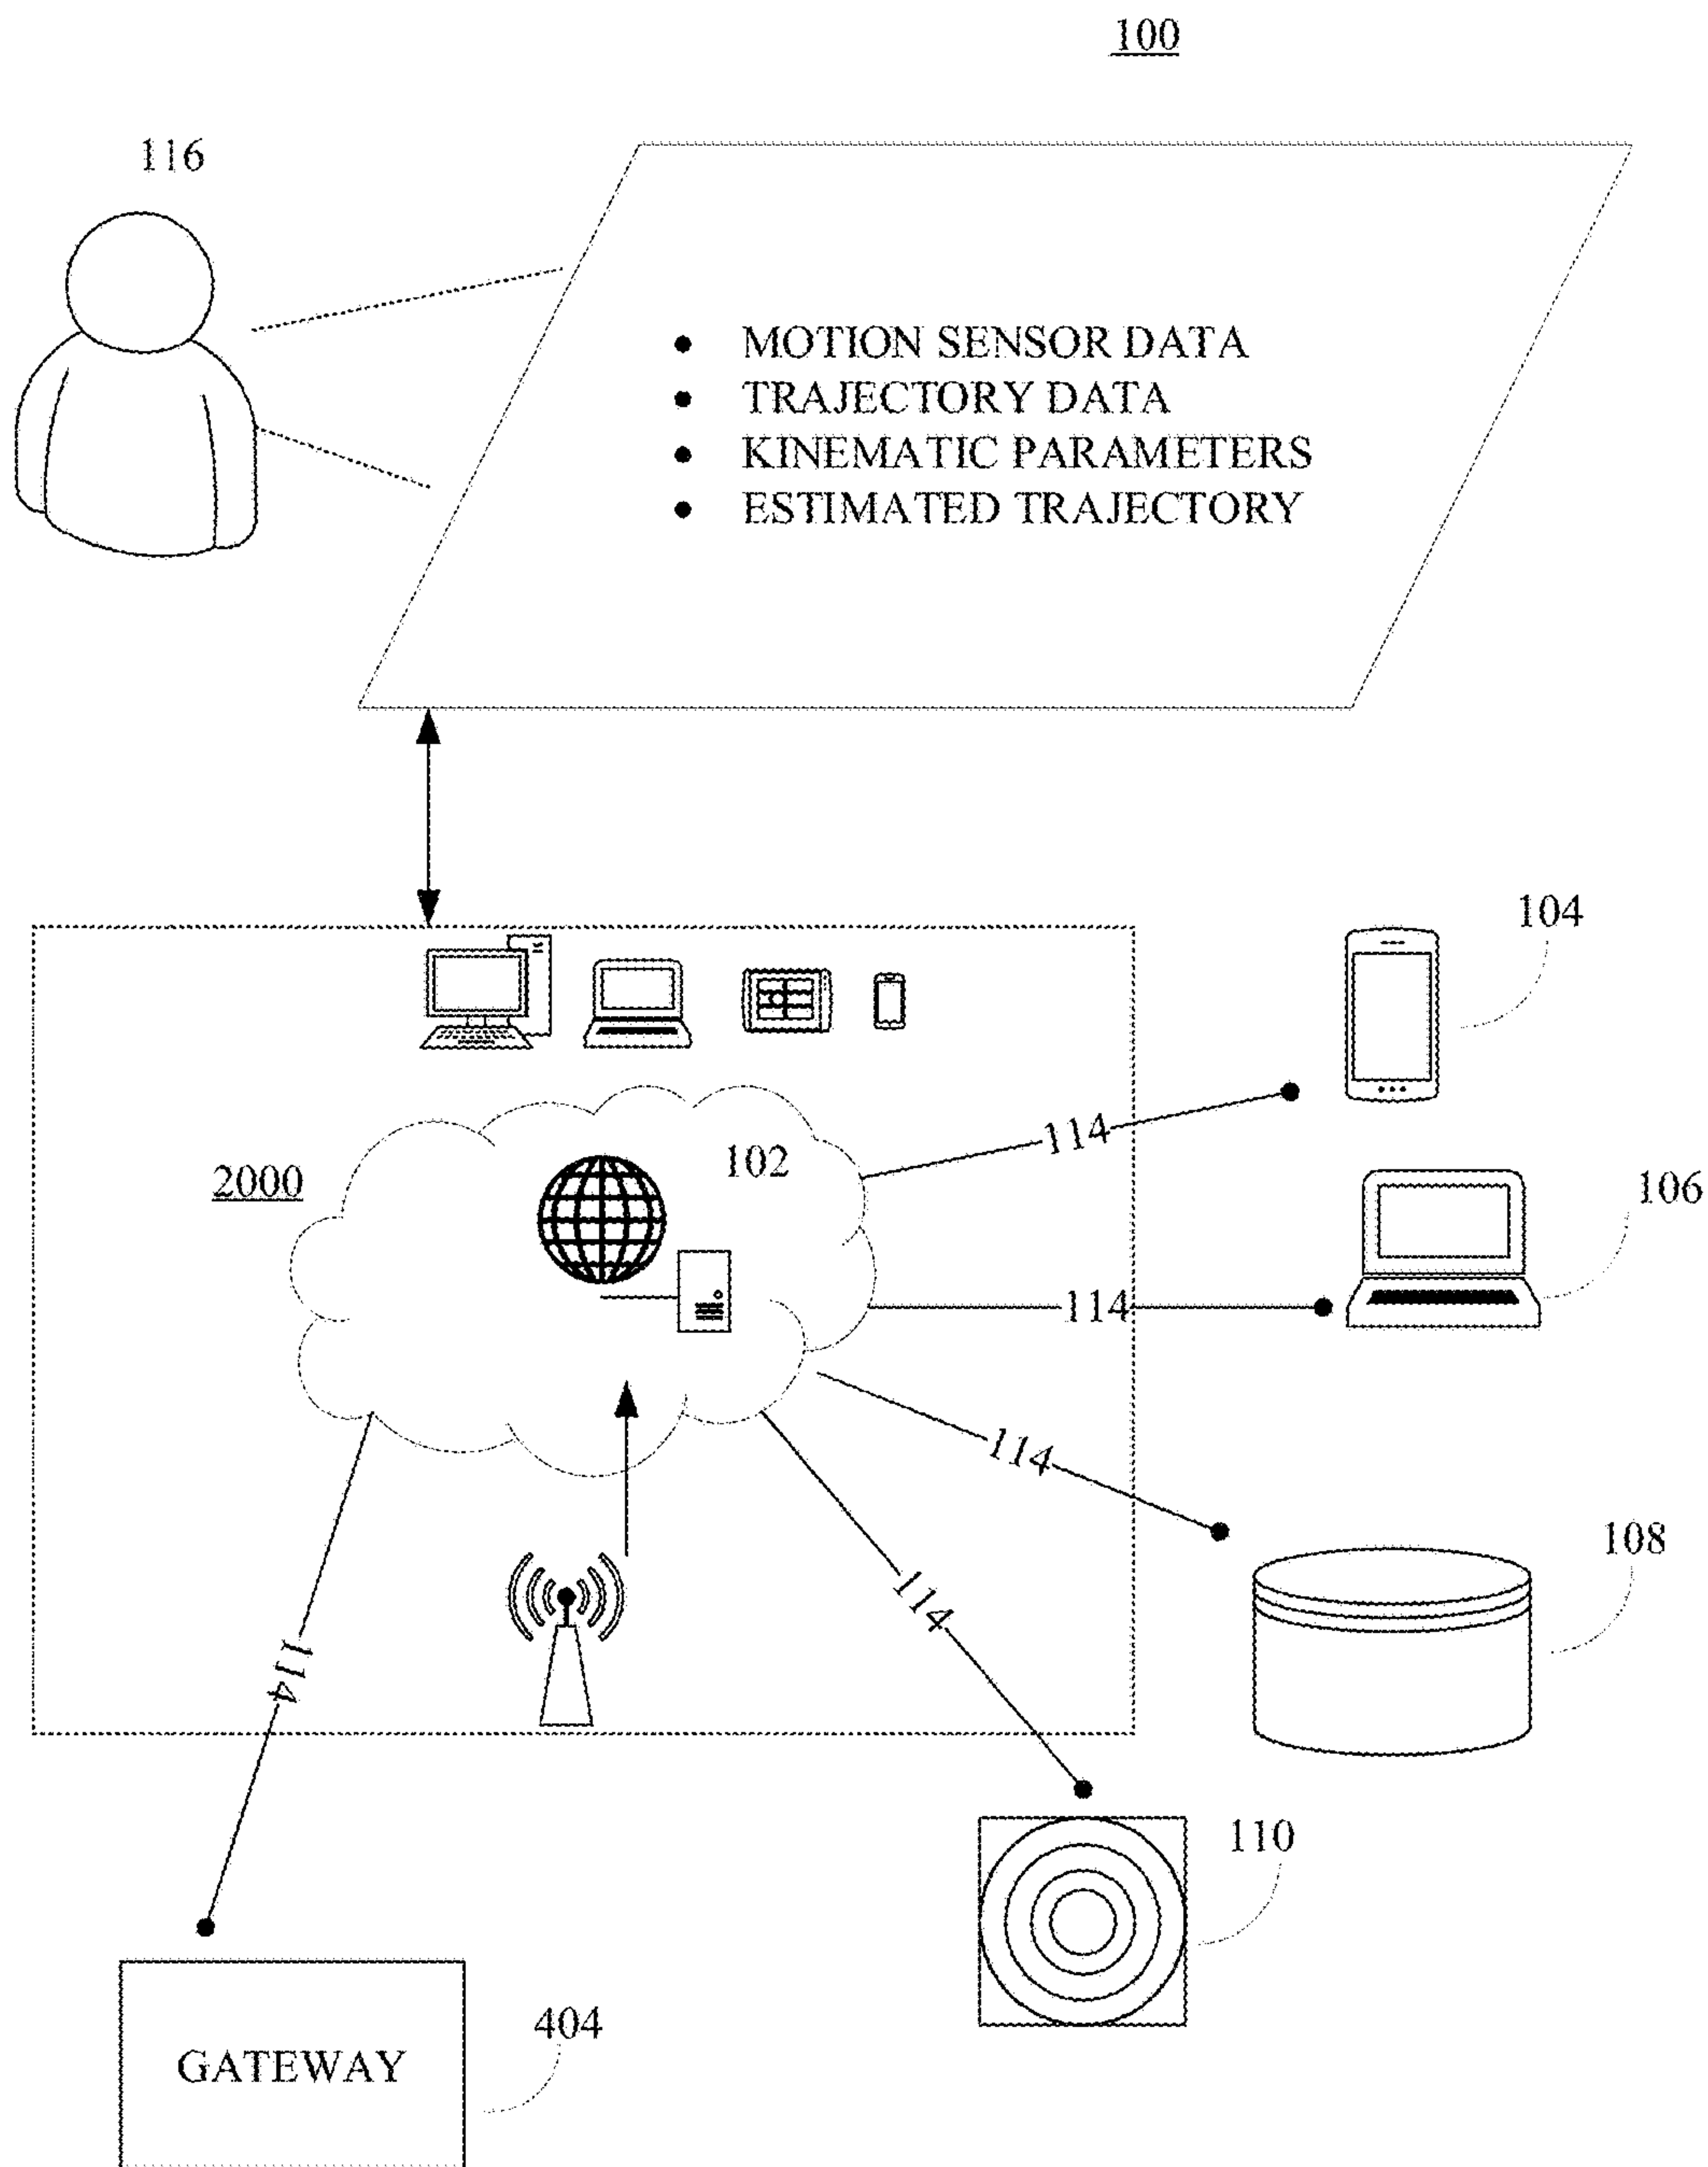 100
116
• MOTION SENSOR DATA
• TRAJECTORY DATA
• KINEMATIC PARAMETERS
• ESTIMATED TRAJECTORY
104
114
102
2000
106
114
114
108
114
114
110
404
GATEWAY